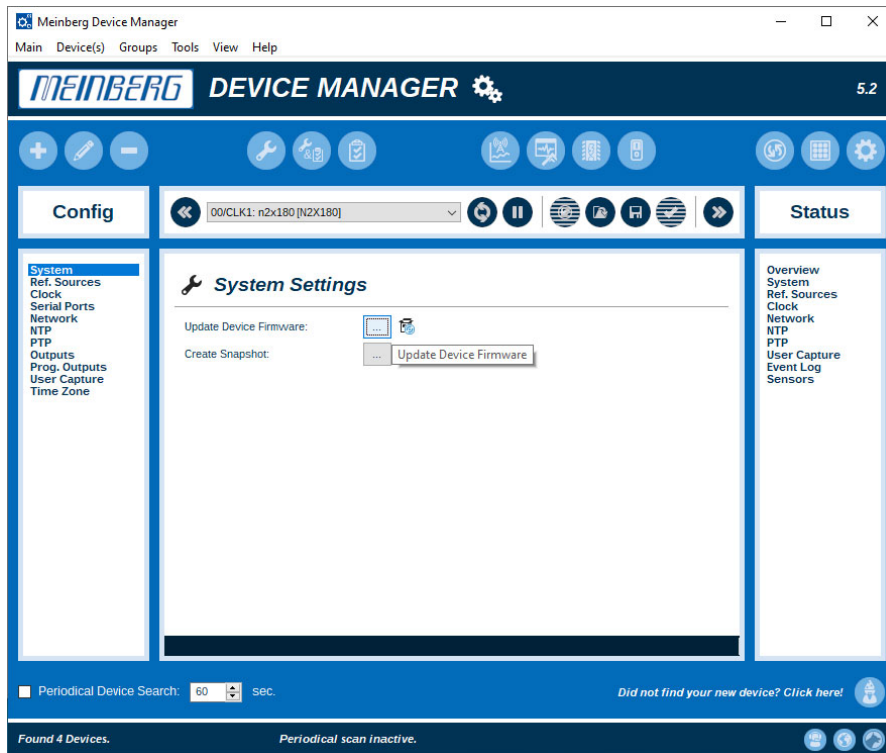 Meinberg Device Manager
Main Device(s) Groups Tools View Help
MEINBERG DEVICE MANAGER 5.2
Config
00/CLK1: n2x180 [N2X180]
Status
System
Ref. Sources
Clock
Serial Ports
Network
NTP
PTP
Outputs
Prog. Outputs
User Capture
Time Zone
System Settings
Update Device Firmware: ...
Create Snapshot: ...
Update Device Firmware
Overview
System
Ref. Sources
Clock
Network
NTP
PTP
User Capture
Event Log
Sensors
Periodical Device Search: 60 sec.
Did not find your new device? Click here!
Found 4 Devices. Periodical scan inactive.